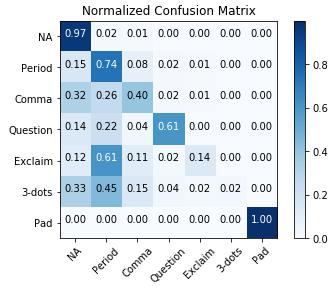 Normalized Confusion Matrix
NA 0.97 0.02 0.01 0.00 0.00 0.00 0.00
Period 0.15 0.74 0.08 0.02 0.01 0.00 0.00
Comma 0.32 0.26 0.40 0.02 0.01 0.00 0.00
Question 0.14 0.22 0.04 0.61 0.00 0.00 0.00
Exclaim 0.12 0.61 0.11 0.02 0.14 0.00 0.00
3-dots 0.33 0.45 0.15 0.04 0.02 0.02 0.00
Pad 0.00 0.00 0.00 0.00 0.00 0.00 1.00
NA Period Comma Question Exclaim 3-dots Pad
0.8
0.6
0.4
0.2
0.0